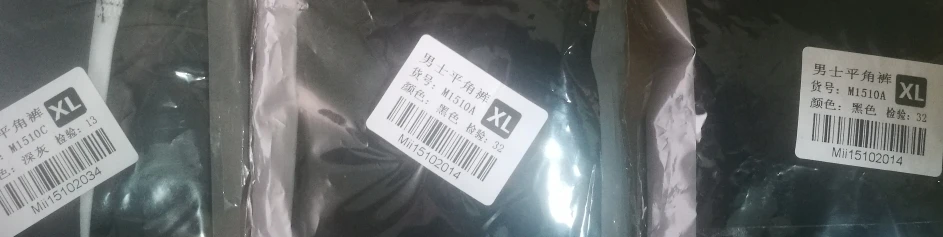 平角裤
XL
: M1510C
色: 深灰 检验: 13
Mii15102034
男士平角裤
货号: M1510A
XL
颜色: 黑色 检验: 32
Mii15102014
男士平角裤
货号: M1510A
XL
颜色: 黑色 检验: 32
Mii15102014